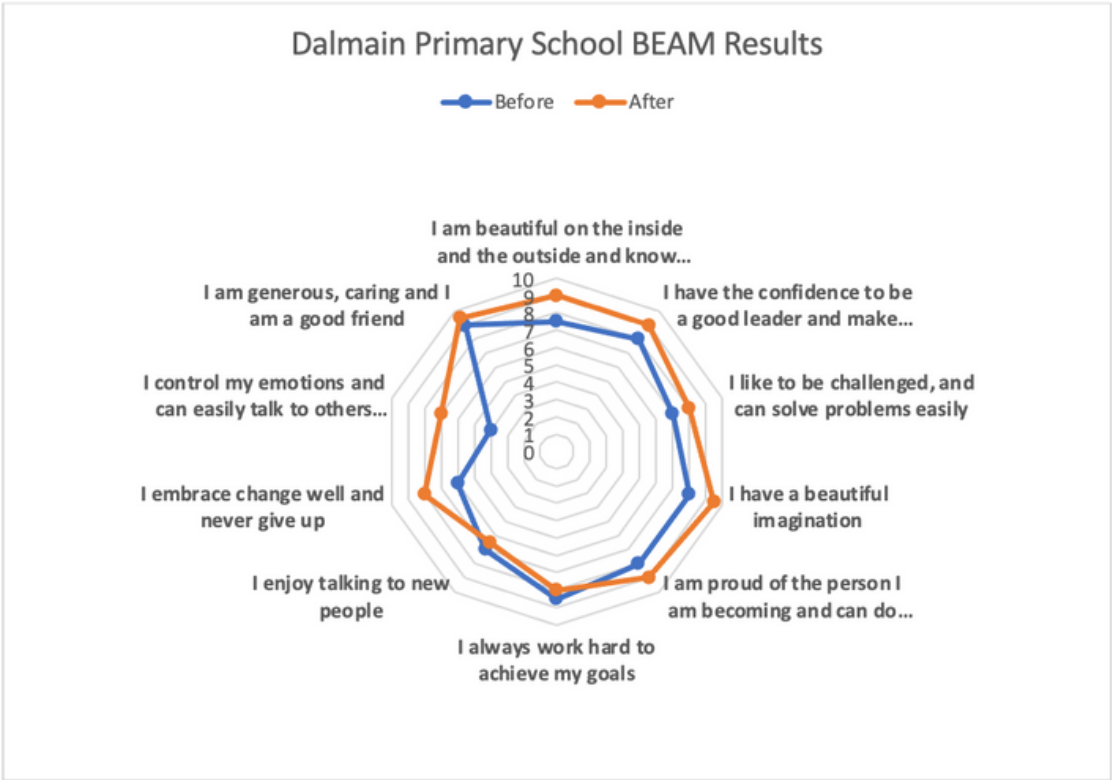 Dalmain Primary School BEAM Results
Before After
I am beautiful on the inside
and the outside and know...
I have the confidence to be
a good leader and make...
I like to be challenged, and
can solve problems easily
I have a beautiful
imagination
I am proud of the person I
am becoming and can do...
I always work hard to
achieve my goals
I enjoy talking to new
people
I embrace change well and
never give up
I control my emotions and
can easily talk to others...
I am generous, caring and I
am a good friend
10
9
8
7
6
5
4
3
2
1
0